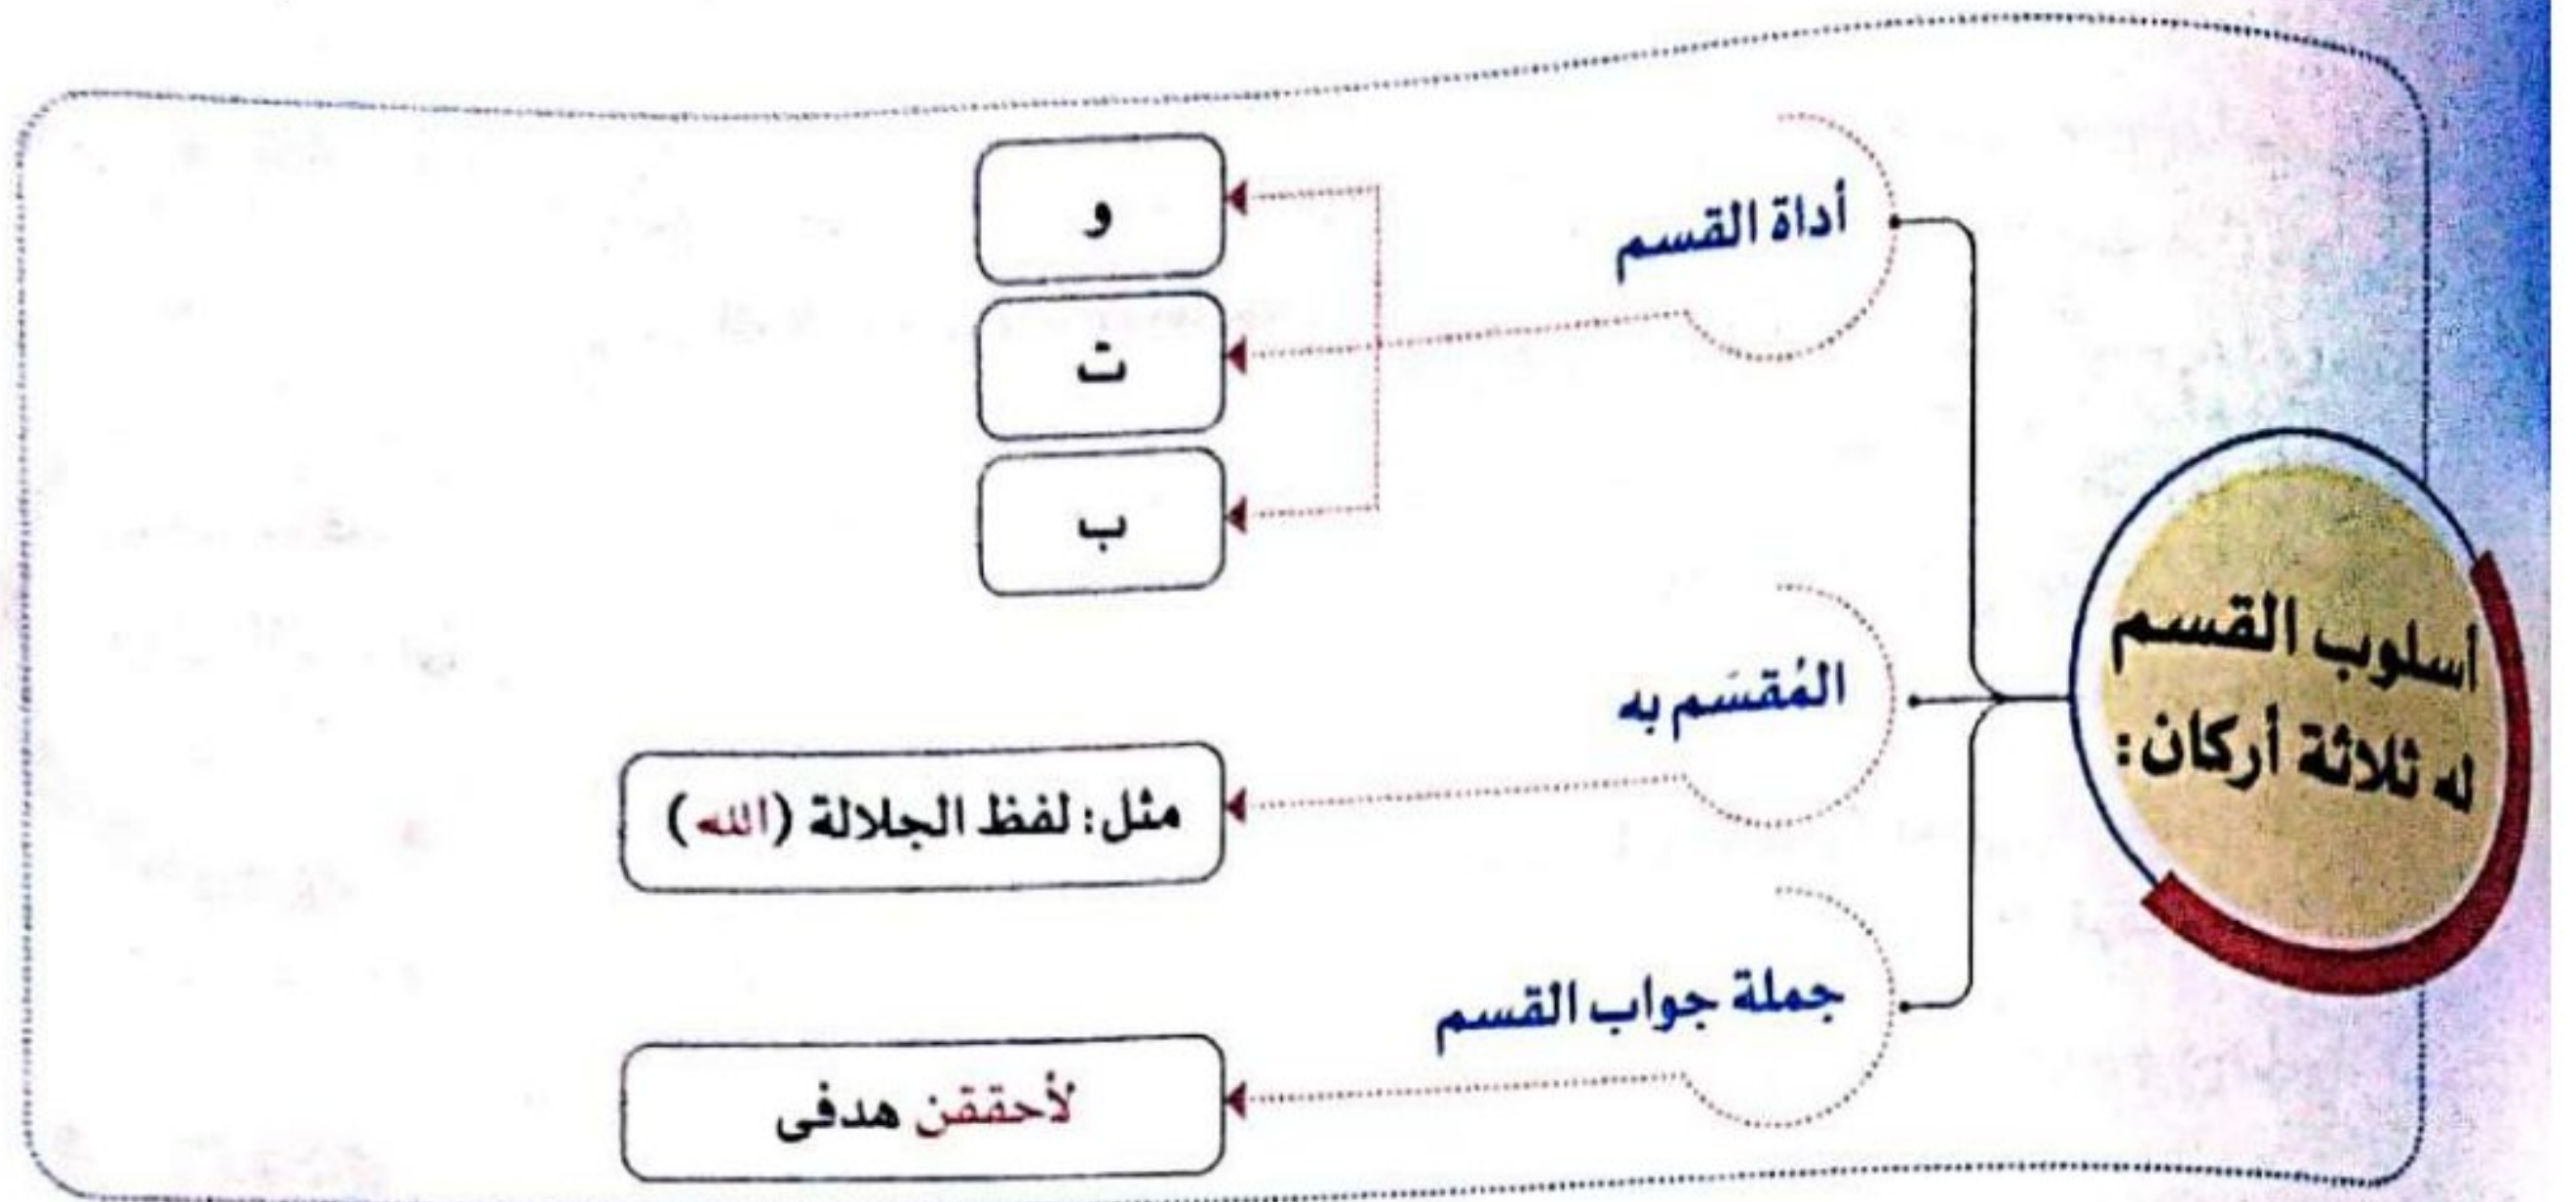 أسلوب القسم
له ثلاثة أركان:
أداة القسم
و
ت
ب
المُقسَم به
مثل: لفظ الجلالة (الله)
جملة جواب القسم
لأحققن هدفى